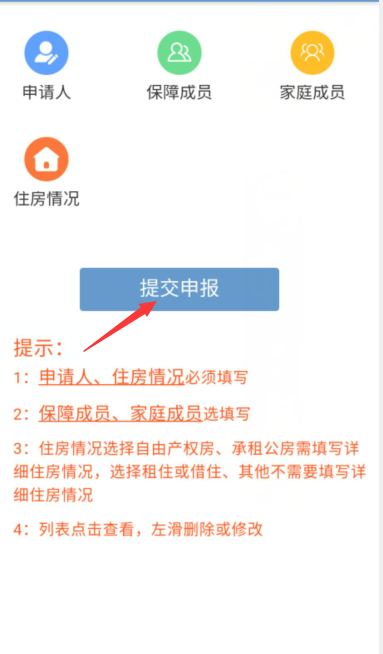 申请人 保障成员 家庭成员
住房情况
提交申报
提示：
1：申请人、住房情况必须填写
2：保障成员、家庭成员选填写
3：住房情况选择自由产权房、承租公房需填写详
细住房情况，选择租住或借住、其他不需要填写详
细住房情况
4：列表点击查看，左滑删除或修改